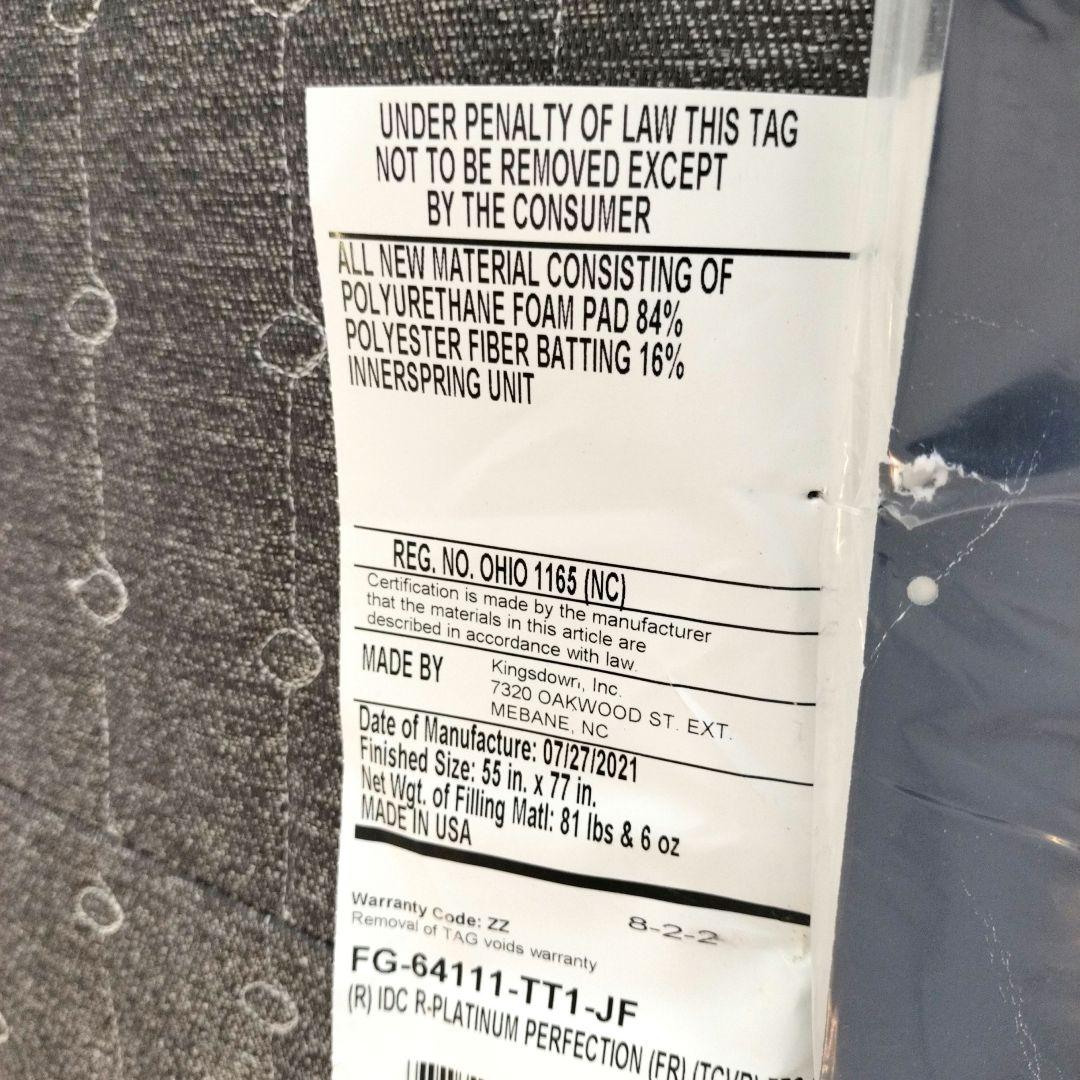 UNDER PENALTY OF LAW THIS TAG
NOT TO BE REMOVED EXCEPT
BY THE CONSUMER
ALL NEW MATERIAL CONSISTING OF
POLYURETHANE FOAM PAD 84%
POLYESTER FIBER BATTING 16%
INNERSPRING UNIT
REG. NO. OHIO 1165 (NC)
Certification is made by the manufacturer
that the materials in this article are
described in accordance with law.
MADE BY
Kingsdown, Inc.
7320 OAKWOOD ST. EXT.
MEBANE, NC
Date of Manufacture: 07/27/2021
Finished Size: 55 in. x 77 in.
Net Wgt. of Filling Matl: 81 lbs & 6 oz
MADE IN USA
Warranty Code: ZZ
8-2-2
Removal of TAG voids warranty
FG-64111-TT1-JF
(R) IDC R-PLATINUM PERFECTION (FR)